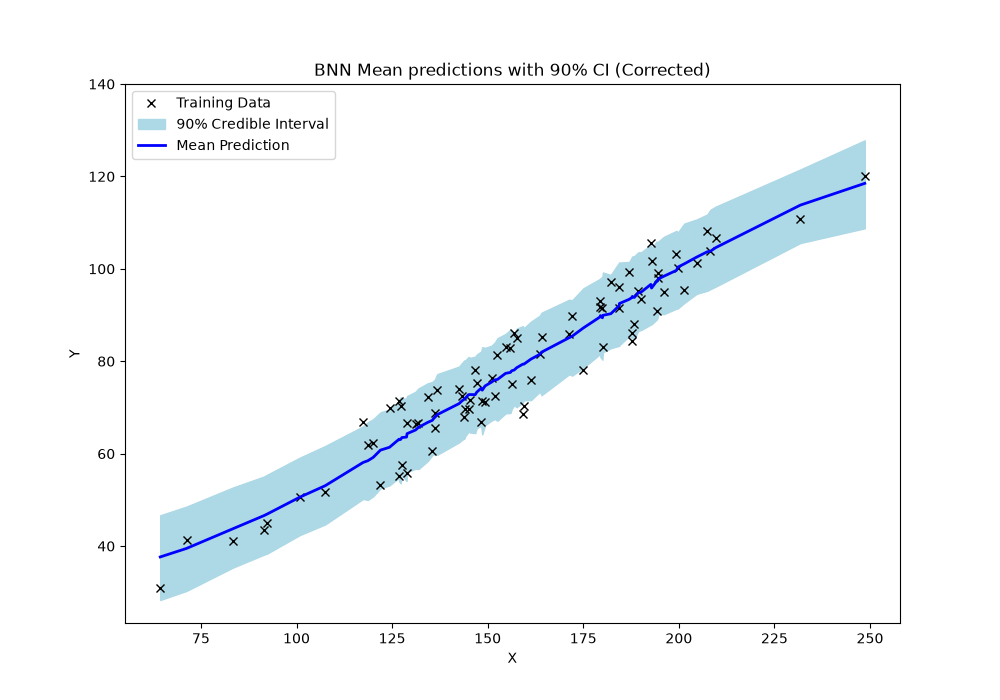 BNN Mean predictions with 90% CI (Corrected)
Training Data
90% Credible Interval
Mean Prediction
140
120
100
80
60
40
Y
75
100
125
150
175
200
225
250
X